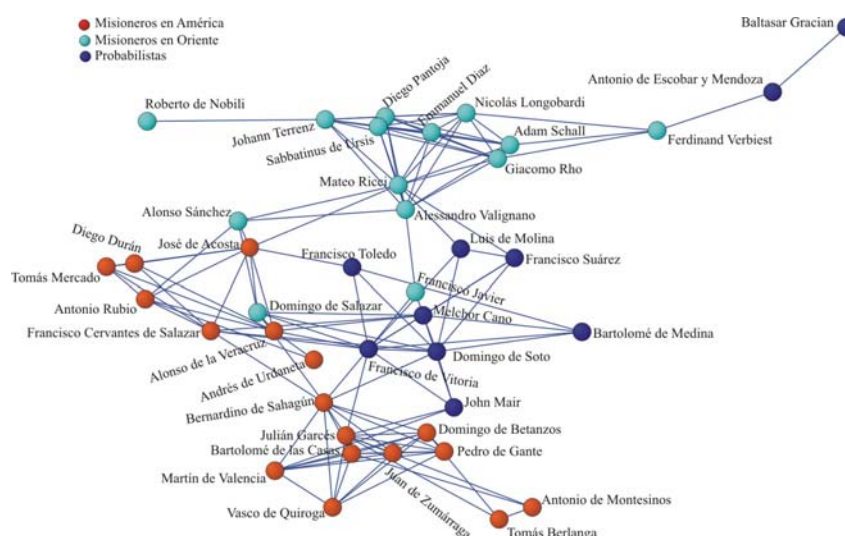 Misioneros en América
Misioneros en Oriente
Probabilistas
Baltasar Gracian
Antonio de Escobar y Mendoza
Diego Pantoja
Emmanuel Diaz
Nicolás Longobardi
Roberto de Nobili
Johann Terrenz
Sabbatinus de Ursis
Adam Schall
Ferdinand Verbiest
Giacomo Rho
Mateo Ricci
Alonso Sánchez
Alessandro Valignano
Diego Durán
José de Acosta
Francisco Toledo
Luis de Molina
Francisco Suárez
Tomás Mercado
Francisco Javier
Antonio Rubio
Domingo de Salazar
Melchor Cano
Francisco Cervantes de Salazar
Bartolomé de Medina
Alonso de la Veracruz
Domingo de Soto
Andrés de Urdaneta
Francisco de Vitoria
Bernardino de Sahagún
John Mair
Julián Garcés
Domingo de Betanzos
Bartolomé de las Casas
Pedro de Gante
Martín de Valencia
Juan de Zumárraga
Vasco de Quiroga
Antonio de Montesinos
Tomás Berlanga